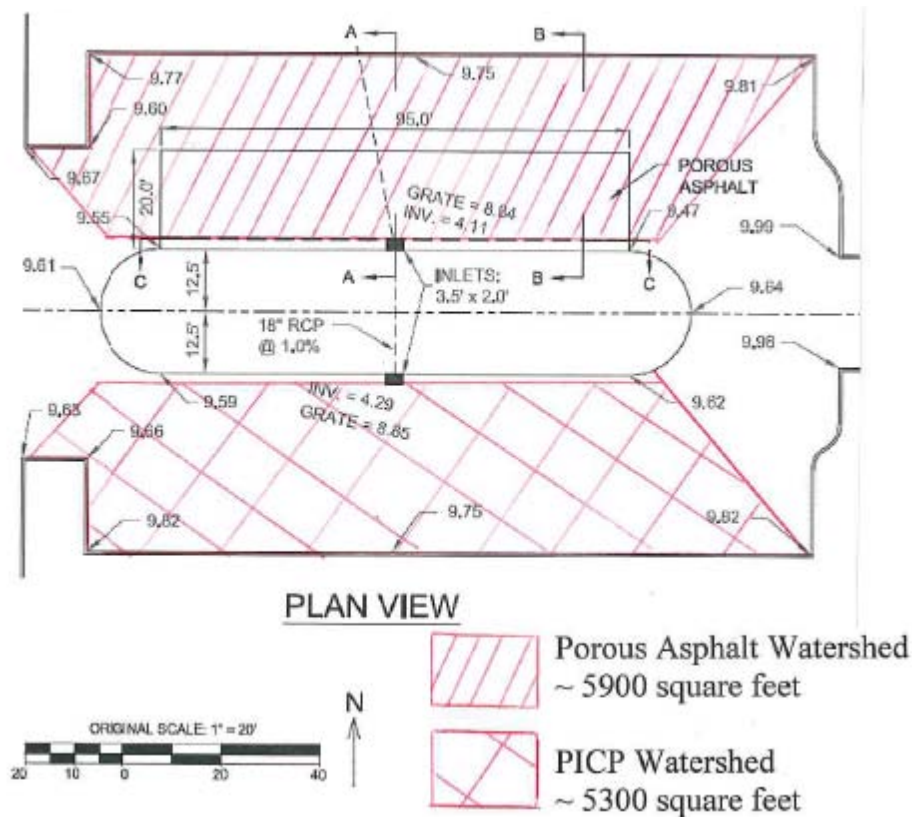 A
B
9.77
9.75
9.81
9.60
95.0'
9.67
20.0'
POROUS
ASPHALT
GRATE = 8.84
INV. = 4.11
9.55
9.47
9.99
C
A
B
C
9.61
12.5'
INLETS:
3.5' x 2.0'
9.64
12.5'
18" RCP
@ 1.0%
9.98
9.59
INV. = 4.29
GRATE = 8.65
9.62
9.63
9.66
9.82
9.75
9.82
PLAN VIEW
Porous Asphalt Watershed
~ 5900 square feet
ORIGINAL SCALE: 1" = 20'
N
20
10
0
20
40
PICP Watershed
~ 5300 square feet